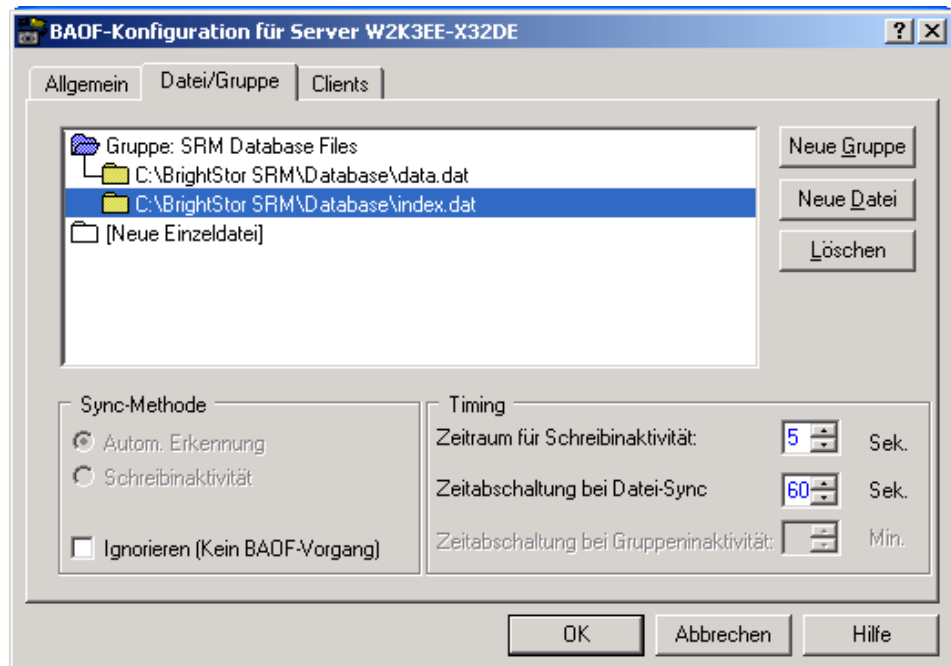 BAOF-Konfiguration für Server W2K3EE-X32DE
Allgemein
Datei/Gruppe
Clients
Gruppe: SRM Database Files
C:\BrightStor SRM\Database\data.dat
C:\BrightStor SRM\Database\index.dat
[Neue Einzeldatei]
Neue Gruppe
Neue Datei
Löschen
Sync-Methode
Autom. Erkennung
Schreibinaktivität
Ignorieren (Kein BAOF-Vorgang)
Timing
Zeitraum für Schreibinaktivität: 5 Sek.
Zeitabschaltung bei Datei-Sync 60 Sek.
Zeitabschaltung bei Gruppeninaktivität: Min.
OK
Abbrechen
Hilfe